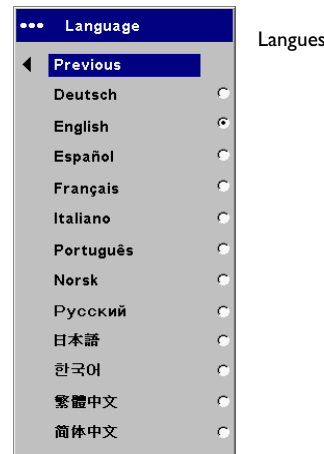 ••• Language
Langues
Previous
Deutsch
English
Español
Français
Italiano
Português
Norsk
Русский
日本語
한국어
繁體中文
简体中文